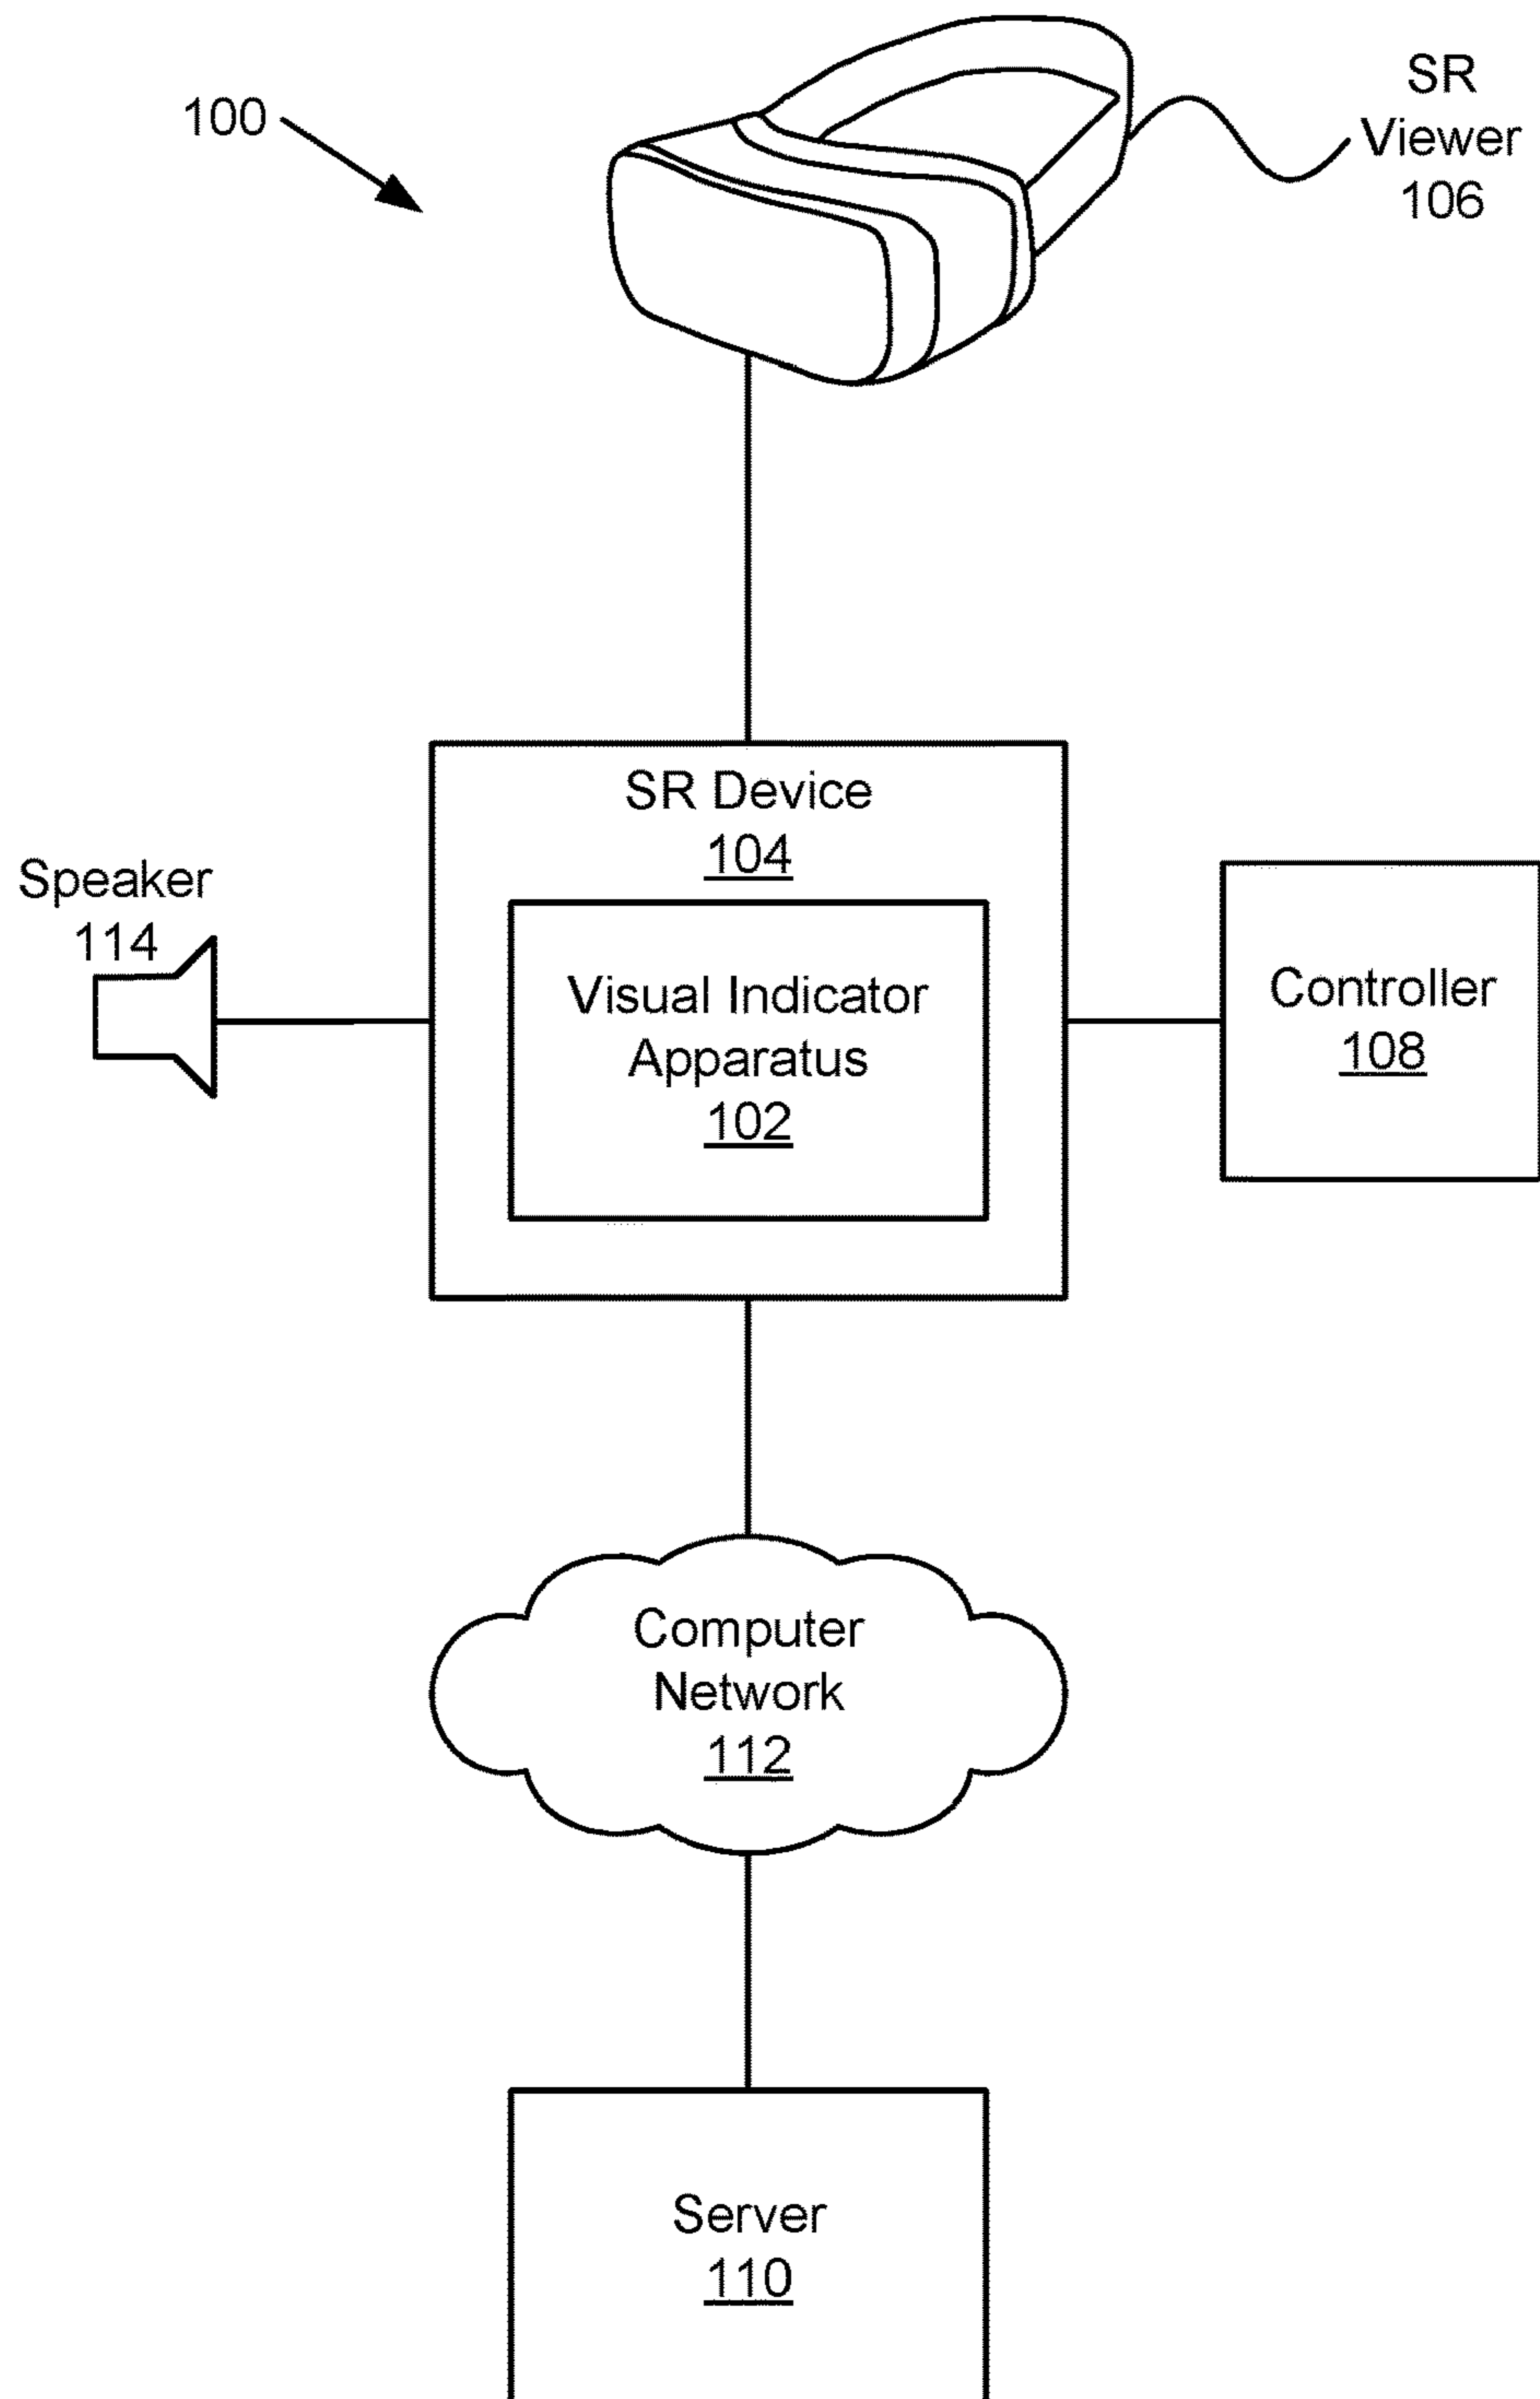 100
SR
Viewer
106
SR Device
104
Speaker
114
Visual Indicator
Apparatus
102
Controller
108
Computer
Network
112
Server
110